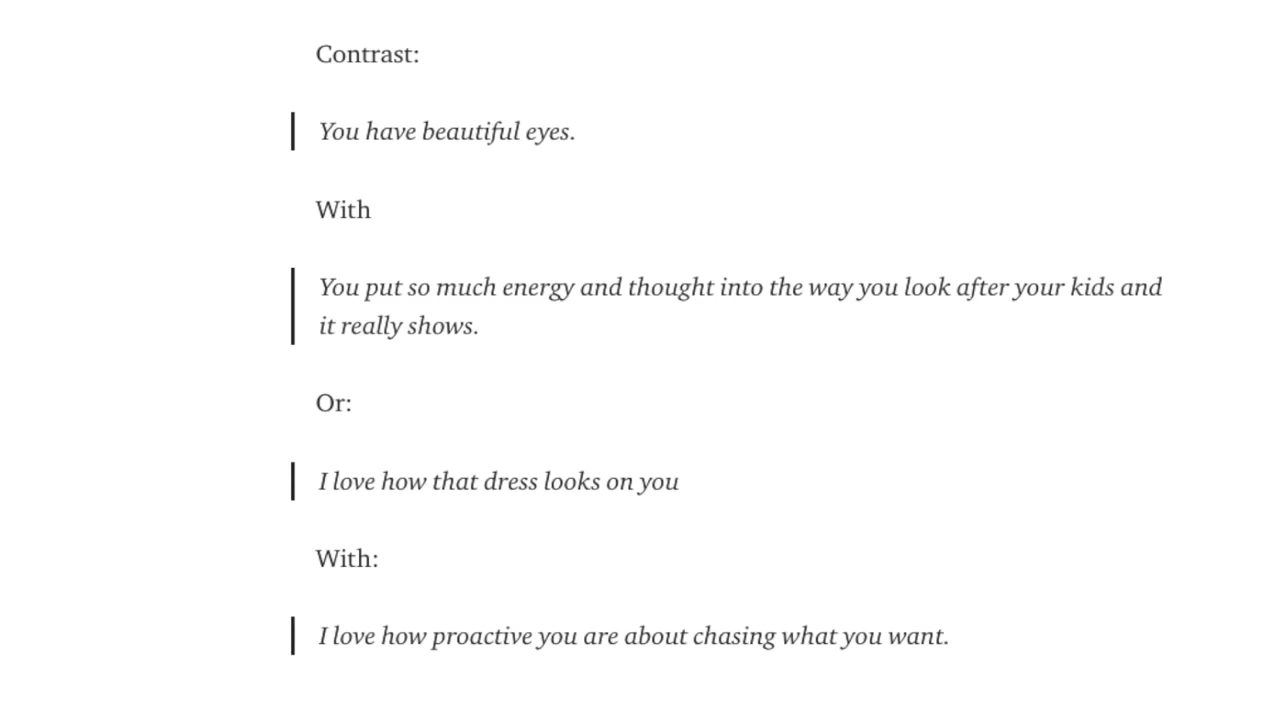 Contrast:
You have beautiful eyes.
With
You put so much energy and thought into the way you look after your kids and
it really shows.
Or:
I love how that dress looks on you
With:
I love how proactive you are about chasing what you want.